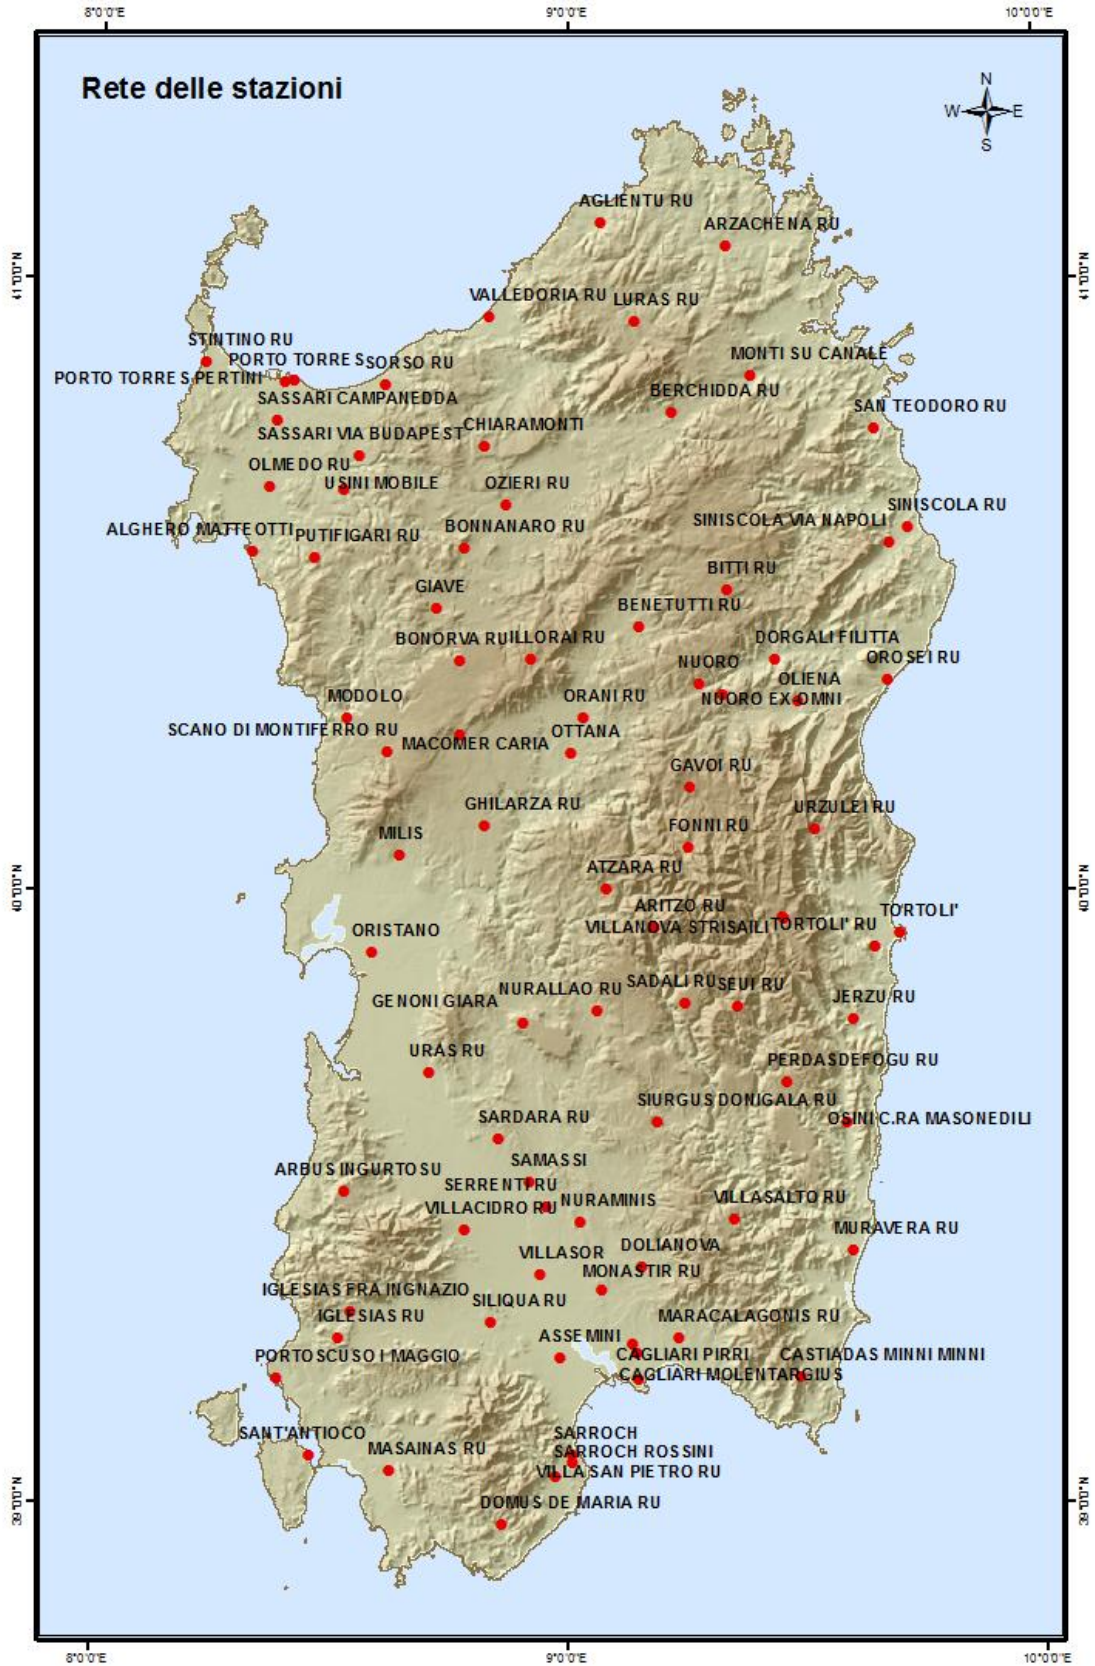 8°0'0"E 9°0'0"E 10°0'0"E
Rete delle stazioni
N
W E
S
AGLIENTU RU
ARZACHENA RU
41°0'0"N 41°0'0"N
VALLEDORIA RU LURAS RU
STINTINO RU
PORTO TORRES SORSO RU MONTI SU CANALE
PORTO TORRES PERTINI
BERCHIDDA RU
SASSARI CAMPANEDDA
SAN TEODORO RU
CHIARAMONTI
SASSARI VIA BUDAPEST
OLMEDO RU
USINI MOBILE OZIERI RU
SINISCOLA RU
SINISCOLA VIA NAPOLI
ALGHERO MATTEOTTI BONNANARO RU
PUTIFIGARI RU
BITTI RU
GIAVE
BENETUTTI RU
BONORVA RU ILLORAI RU DORGALI FILITTA
NUORO OROSEI RU
OLIENA
MODOLO ORANI RU NUORO EX OMNI
SCANO DI MONTIFERRO RU OTTANA
MACOMER CARIA
GAVOI RU
GHILARZA RU URZULEI RU
MILIS FONNI RU
ATZARA RU
40°0'0"N 40°0'0"N
ARITZO RU TORTOLI'
VILLANOVA STRISAILI TORTOLI' RU
ORISTANO
NURALLAO RU SADALI RU SEUI RU
GENONI GIARA JERZU RU
URAS RU
PERDASDEFOGU RU
SIURGUS DONIGALA RU
SARDARA RU OSINI C.RA MASONEDILI
SAMASSI
ARBUS INGURTOSU
SERRENTI RU
VILLACIDRO RU NURAMINIS VILLASALTO RU
MURAVERA RU
VILLASOR DOLIANOVA
MONASTIR RU
IGLESIAS FRA INGNAZIO
SILIQUA RU
IGLESIAS RU MARACALAGONIS RU
ASSEMINI
PORTOSCUSO I MAGGIO CAGLIARI PIRRI CASTIADAS MINNI MINNI
CAGLIARI MOLENTARGIUS
SANT'ANTIOCO SARROCH
MASAINAS RU SARROCH ROSSINI
VILLA SAN PIETRO RU
39°0'0"N 39°0'0"N
DOMUS DE MARIA RU
8°0'0"E 9°0'0"E 10°0'0"E